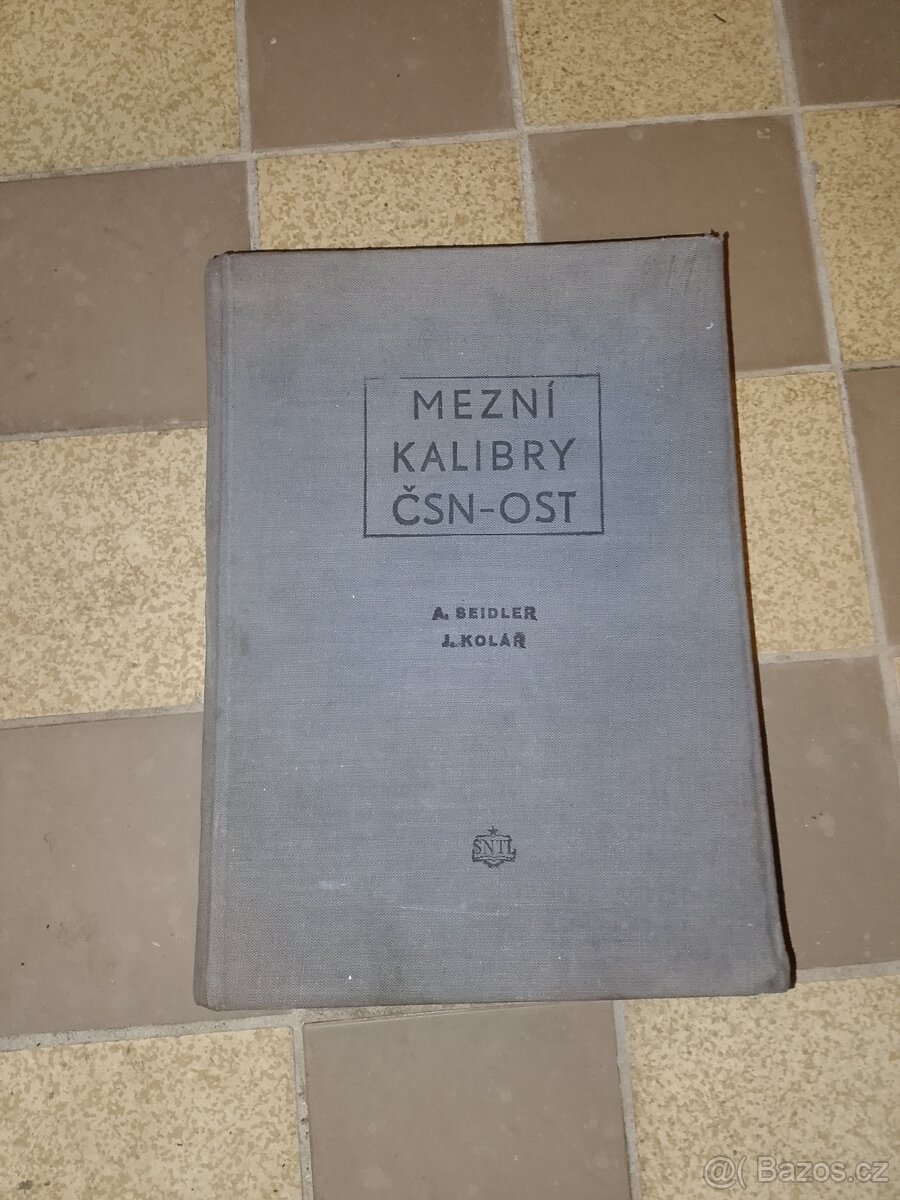 MEZNÍ
KALIBRY
ČSN-OST
A. SEIDLER
J. KOLÁŘ
SNTL
@( Bazos.cz